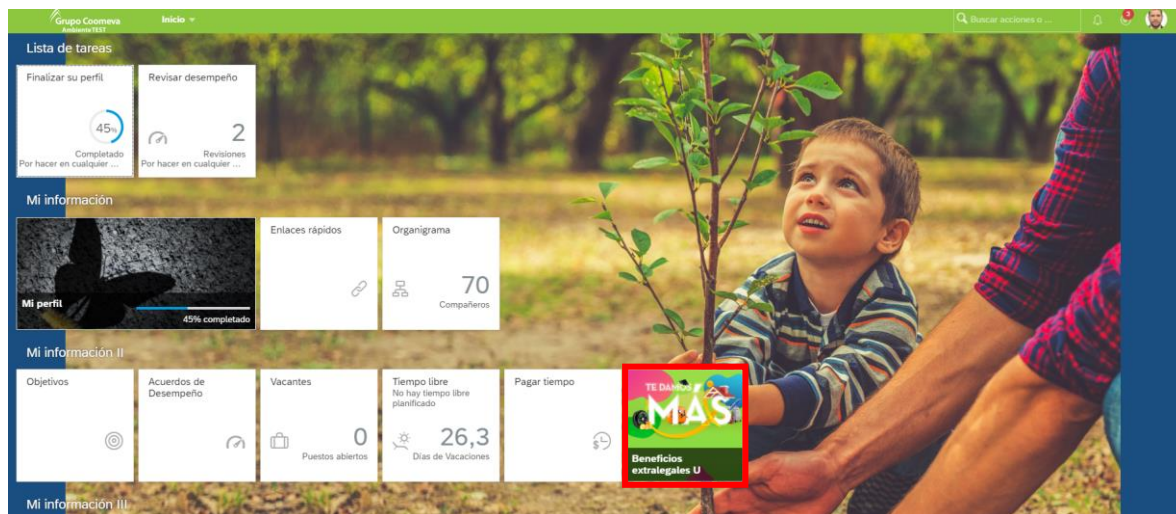 Grupo Coomeva
Ambiente TEST
Inicio
Buscar acciones o ...
3
Lista de tareas
Finalizar su perfil
45%
Completado
Por hacer en cualquier ...
Revisar desempeño
2
Revisiones
Por hacer en cualquier ...
Mi información
Mi perfil
45% completado
Enlaces rápidos
Organigrama
70
Compañeros
Mi información II
Objetivos
Acuerdos de
Desempeño
Vacantes
0
Puestos abiertos
Tiempo libre
No hay tiempo libre
planificado
26,3
Días de Vacaciones
Pagar tiempo
TE DAMOS
MÁS
Beneficios
extralegales U
Mi información III